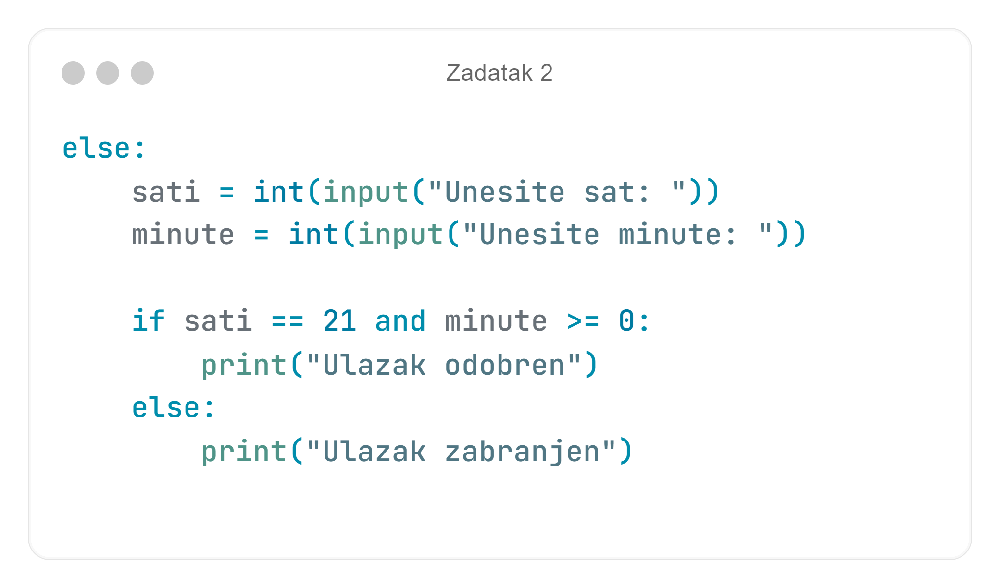 Zadatak 2
else:
    sati = int(input("Unesite sat: "))
    minute = int(input("Unesite minute: "))

    if sati == 21 and minute >= 0:
        print("Ulazak odobren")
    else:
        print("Ulazak zabranjen")